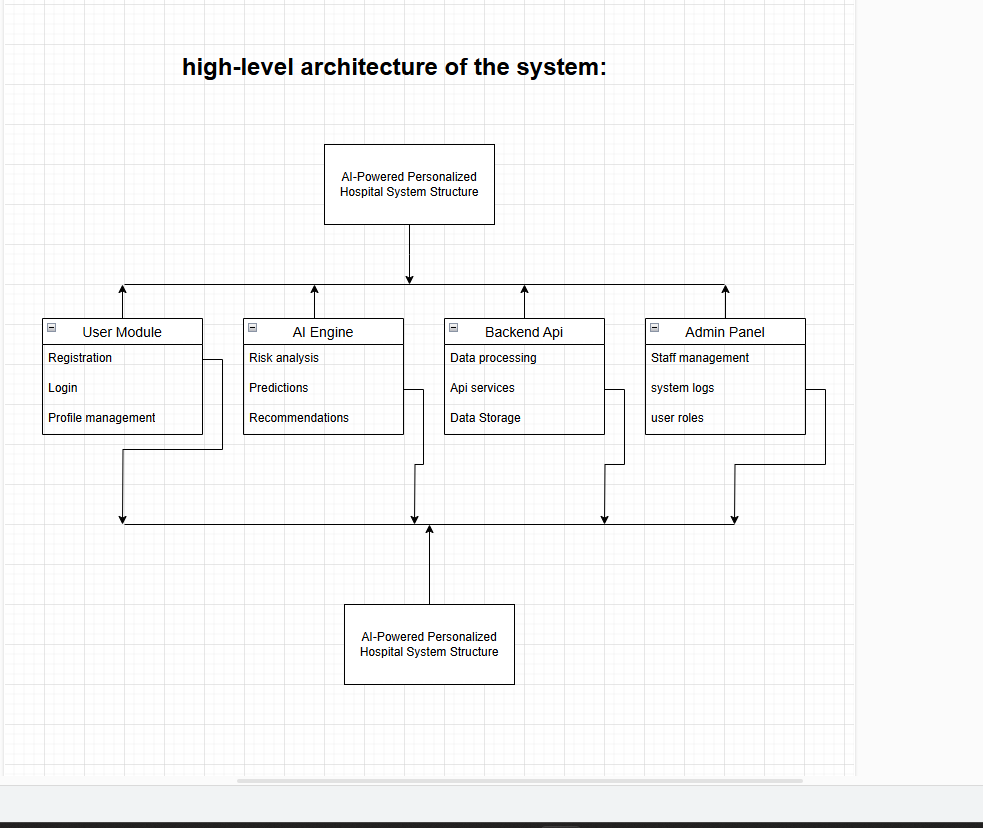 high-level architecture of the system:
AI-Powered Personalized
Hospital System Structure
User Module
Registration
Login
Profile management
AI Engine
Risk analysis
Predictions
Recommendations
Backend Api
Data processing
Api services
Data Storage
Admin Panel
Staff management
system logs
user roles
AI-Powered Personalized
Hospital System Structure